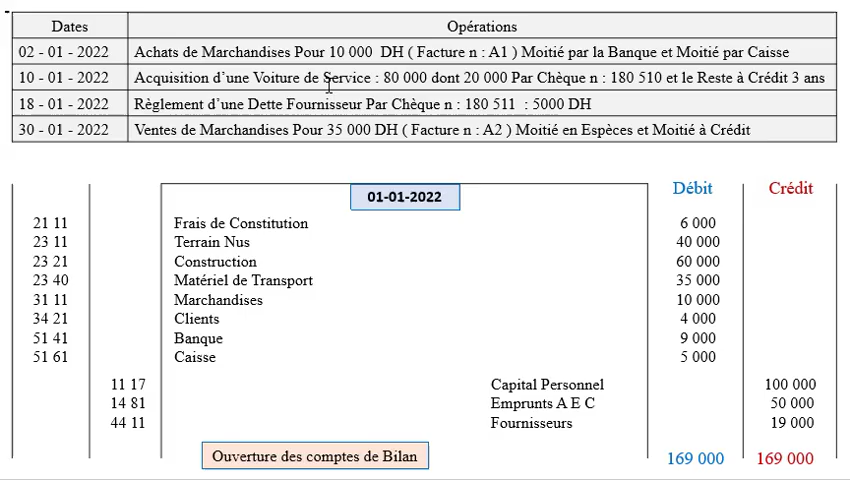 Dates Opérations
02 - 01 - 2022 Achats de Marchandises Pour 10 000 DH ( Facture n : A1 ) Moitié par la Banque et Moitié par Caisse
10 - 01 - 2022 Acquisition d’une Voiture de Service : 80 000 dont 20 000 Par Chèque n : 180 510 et le Reste à Crédit 3 ans
18 - 01 - 2022 Règlement d’une Dette Fournisseur Par Chèque n : 180 511 : 5000 DH
30 - 01 - 2022 Ventes de Marchandises Pour 35 000 DH ( Facture n : A2 ) Moitié en Espèces et Moitié à Crédit
01-01-2022 Débit Crédit
21 11 Frais de Constitution 6 000
23 11 Terrain Nus 40 000
23 21 Construction 60 000
23 40 Matériel de Transport 35 000
31 11 Marchandises 10 000
34 21 Clients 4 000
51 41 Banque 9 000
51 61 Caisse 5 000
11 17 Capital Personnel 100 000
14 81 Emprunts A E C 50 000
44 11 Fournisseurs 19 000
Ouverture des comptes de Bilan 169 000 169 000